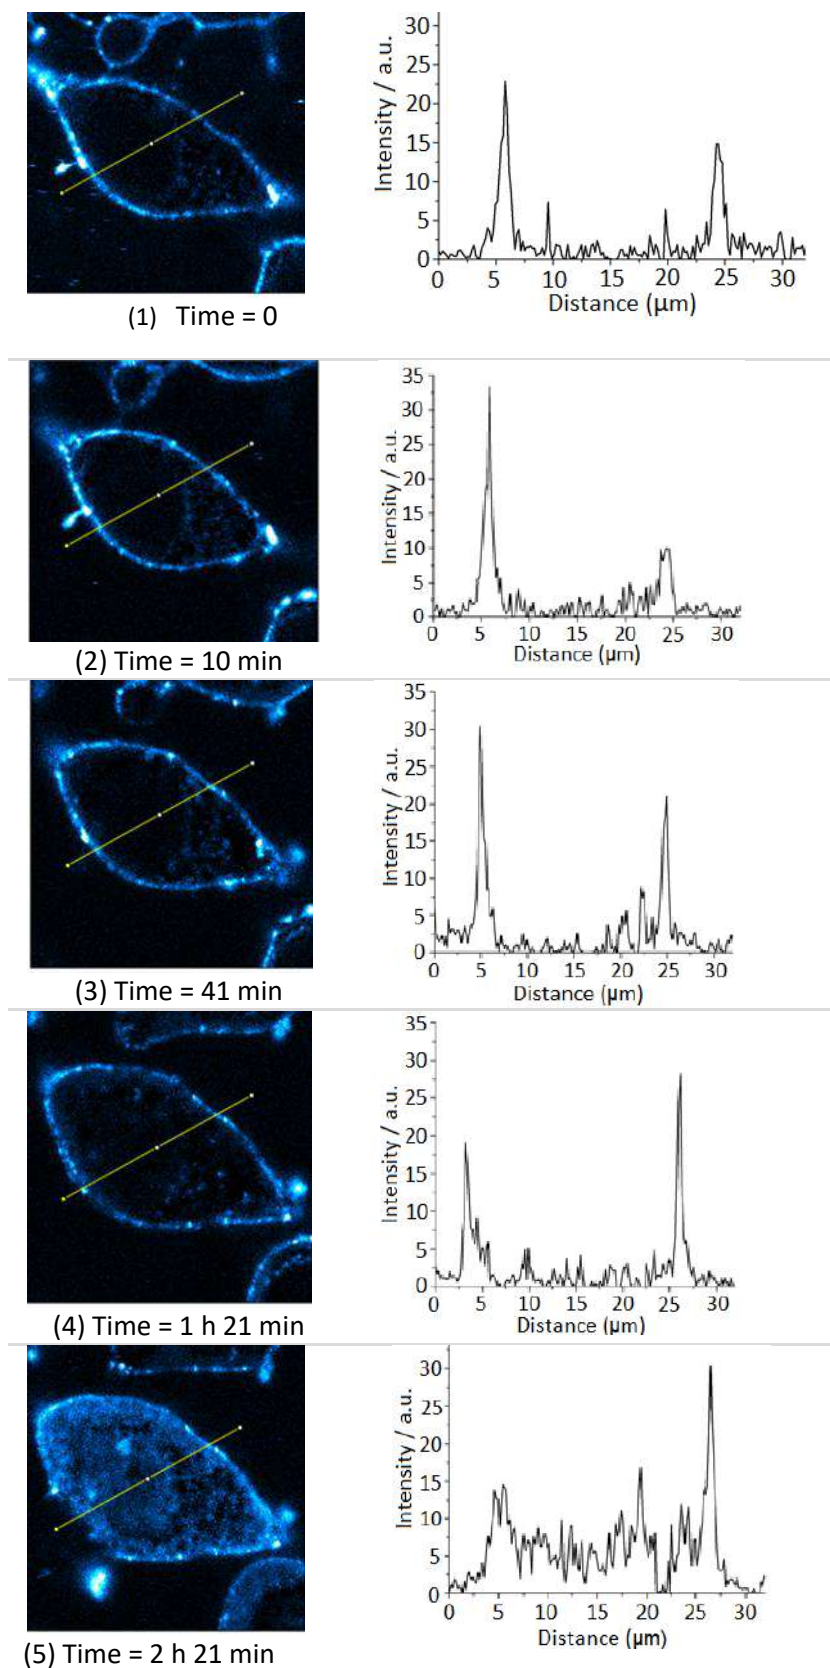 30
25
20
15
10
5
0
Intensity / a.u.
0 5 10 15 20 25 30
Distance (μm)
(1) Time = 0
35
30
25
20
15
10
5
0
Intensity / a.u.
0 5 10 15 20 25 30
Distance (μm)
(2) Time = 10 min
35
30
25
20
15
10
5
0
Intensity / a.u.
0 5 10 15 20 25 30
Distance (μm)
(3) Time = 41 min
35
30
25
20
15
10
5
0
Intensity / a.u.
0 5 10 15 20 25 30
Distance (μm)
(4) Time = 1 h 21 min
30
25
20
15
10
5
0
Intensity / a.u.
0 5 10 15 20 25 30
Distance (μm)
(5) Time = 2 h 21 min